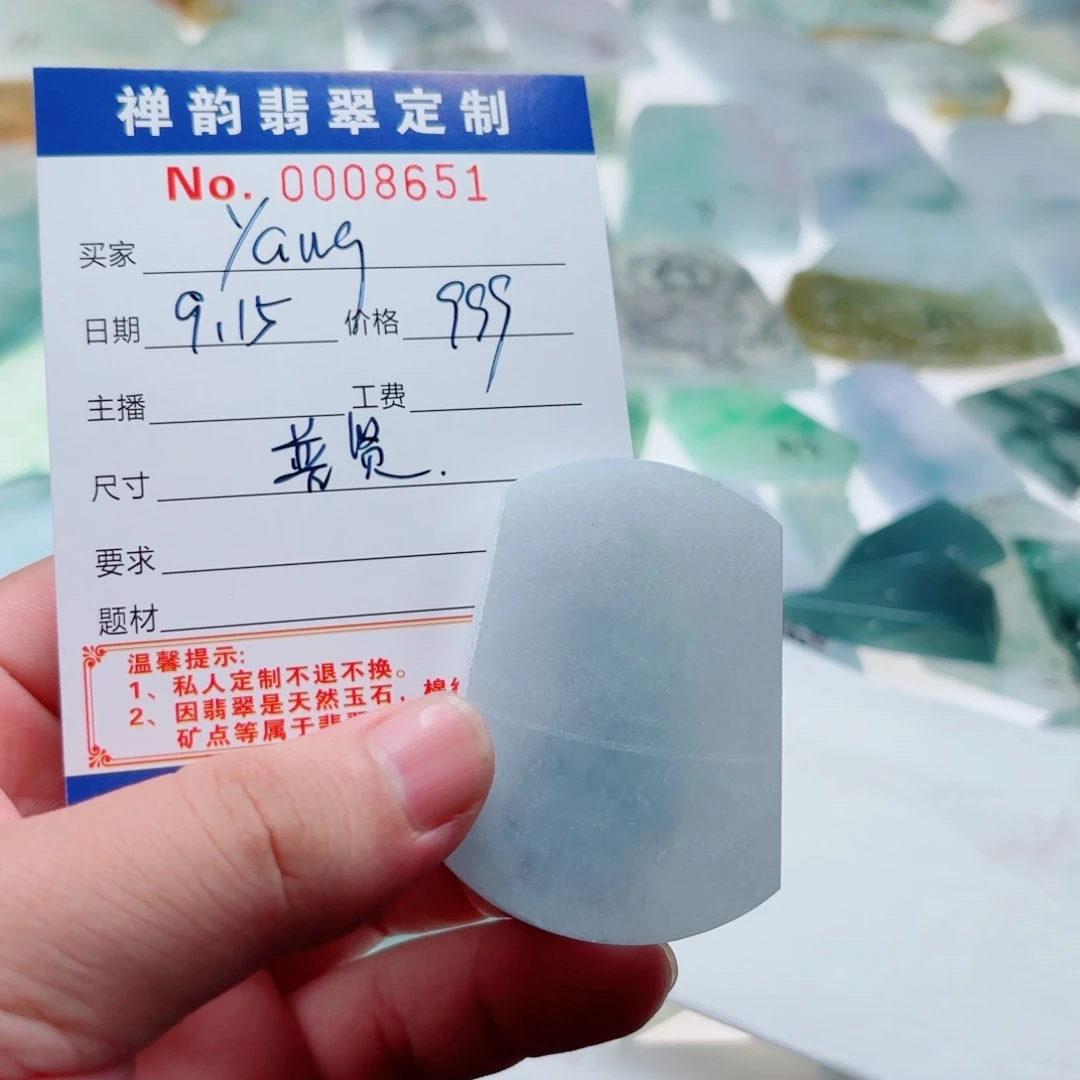 禅韵翡翠定制
No. 0008651
买家 Yang
日期 9.15 价格 999
主播 工费
尺寸 普贤.
要求
题材
温馨提示:
1、私人定制不退不换。
2、因翡翠是天然玉石，棉
矿点等属于翡